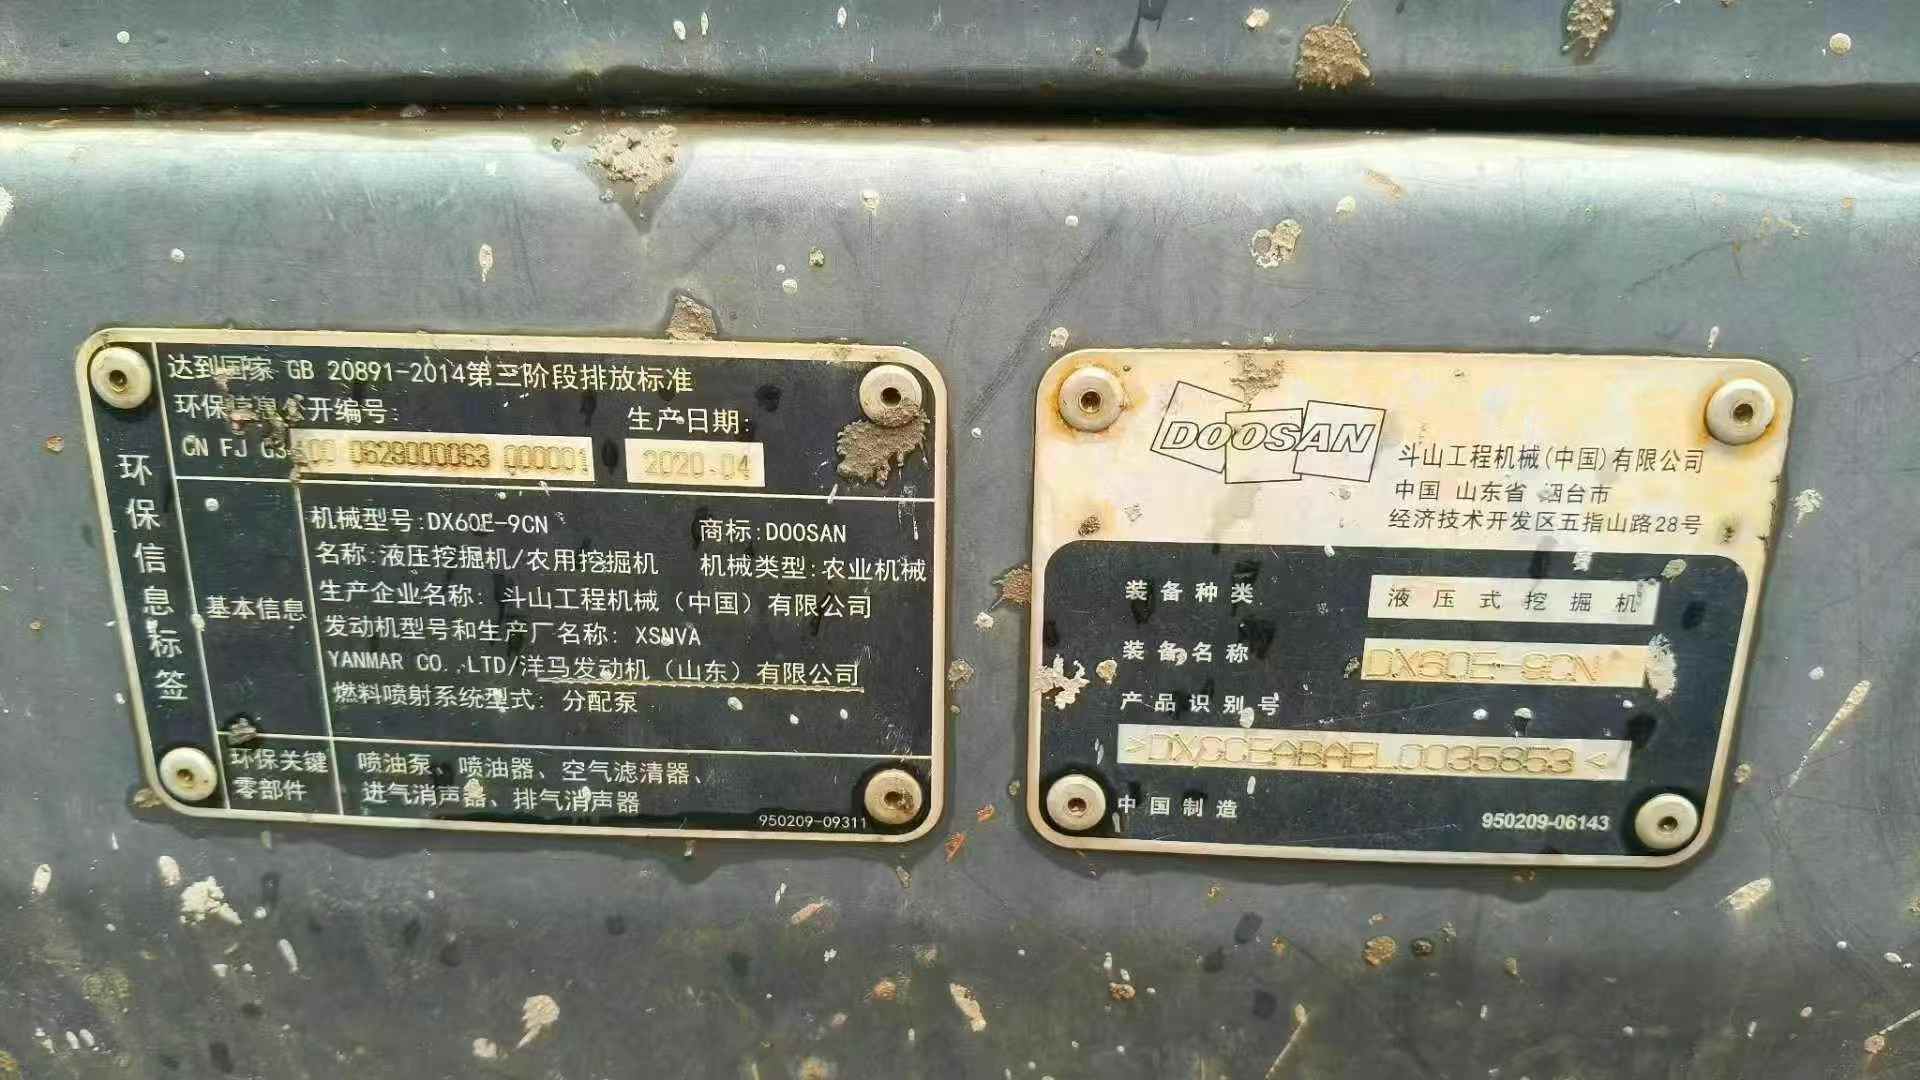 环保信息标签
达到国家 GB 20891-2014第三阶段排放标准
环保信息公开编号:
生产日期:
CN FJ G3 00 0629000063 000001
2020.04
基本信息
机械型号:DX60E-9CN 商标:DOOSAN
名称:液压挖掘机/农用挖掘机 机械类型:农业机械
生产企业名称: 斗山工程机械（中国）有限公司
发动机型号和生产厂名称: XSNVA
YANMAR CO.,LTD/洋马发动机（山东）有限公司
燃料喷射系统型式: 分配泵
环保关键零部件
喷油泵、喷油器、空气滤清器、
进气消声器、排气消声器
950209-09311
DOOSAN
斗山工程机械(中国)有限公司
中国 山东省 烟台市
经济技术开发区五指山路28号
装备种类 液压式挖掘机
装备名称 DX60E-9CN
产品识别号
>DXCCEABAEL0035853<
中国制造
950209-06143